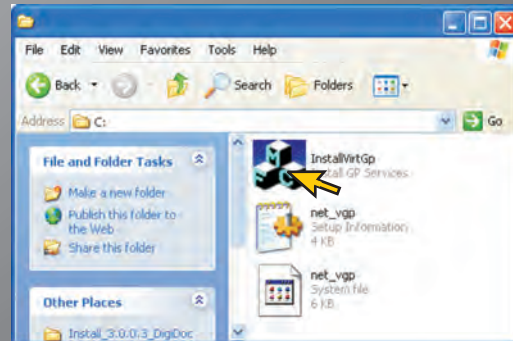 File Edit View Favorites Tools Help
Back Search Folders
Address C: Go
File and Folder Tasks
Make a new folder
Publish this folder to
the Web
Share this folder
Other Places
Install_3.0.0.3_DigiDoc
MFC
InstallVirtGp
Install GP Services
net_vgp
Setup Information
4 KB
net_vgp
System file
6 KB